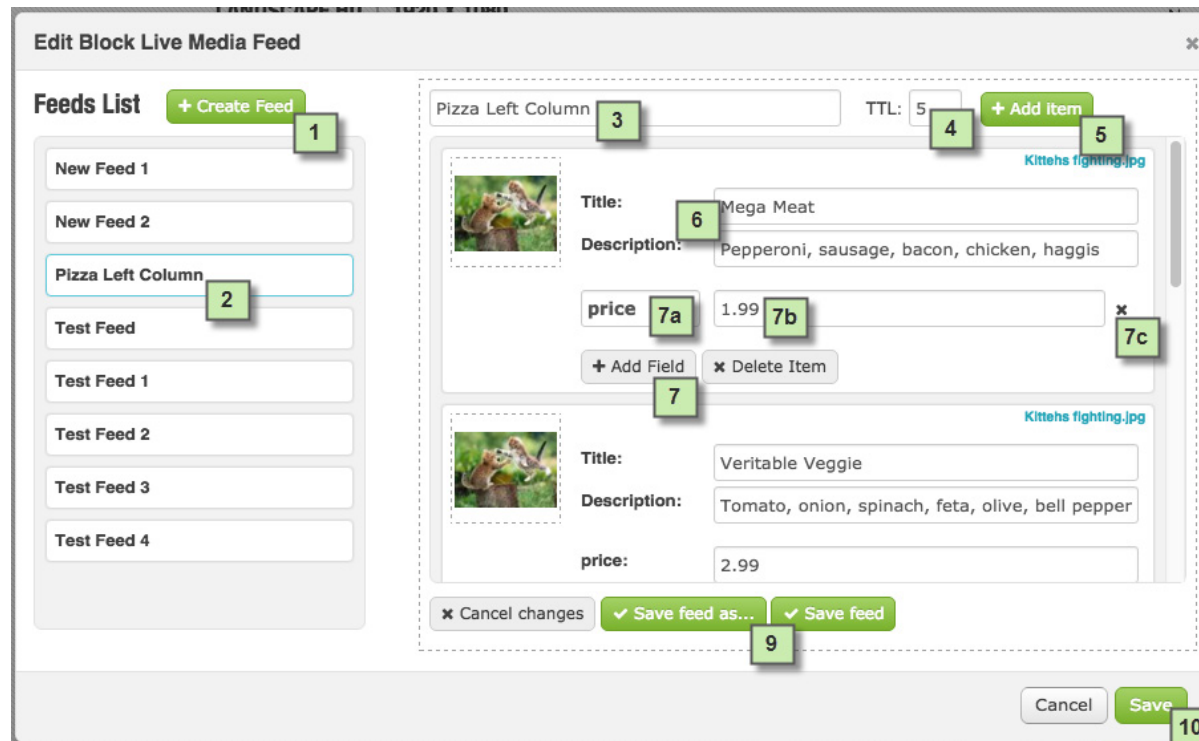 LANDSCAPE HD | 1920 X 1080
Edit Block Live Media Feed
Feeds List + Create Feed
1
New Feed 1
New Feed 2
Pizza Left Column
2
Test Feed
Test Feed 1
Test Feed 2
Test Feed 3
Test Feed 4
Pizza Left Column 3 TTL: 5 4 + Add item 5
Kittehs fighting.jpg
Title: Mega Meat
6
Description: Pepperoni, sausage, bacon, chicken, haggis
price 7a 1.99 7b
7c
+ Add Field Delete Item
7
Kittehs fighting.jpg
Title: Veritable Veggie
Description: Tomato, onion, spinach, feta, olive, bell pepper
price: 2.99
Cancel changes Save feed as... Save feed
9
Cancel Save
10